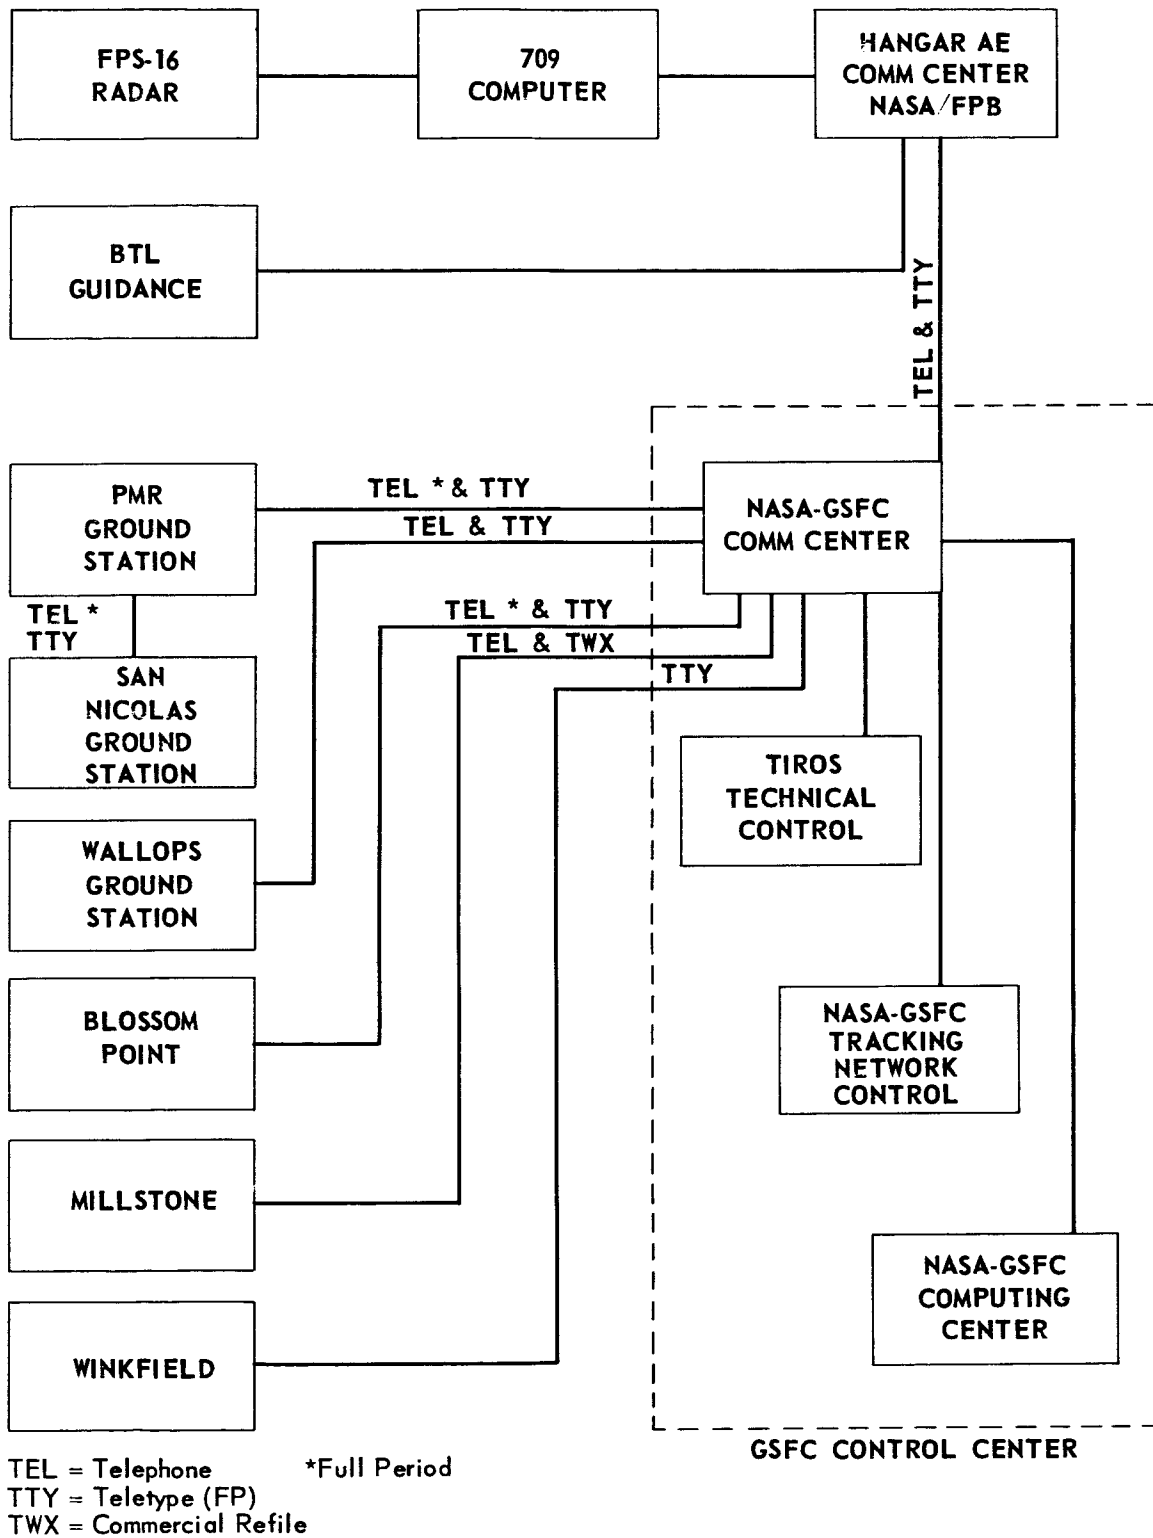 FPS-16
RADAR
709
COMPUTER
HANGAR AE
COMM CENTER
NASA/FPB
BTL
GUIDANCE
TEL & TTY
PMR
GROUND
STATION
TEL * & TTY
TEL & TTY
NASA-GSFC
COMM CENTER
TEL *
TTY
TEL * & TTY
TEL & TWX
TTY
SAN
NICOLAS
GROUND
STATION
TIROS
TECHNICAL
CONTROL
WALLOPS
GROUND
STATION
BLOSSOM
POINT
NASA-GSFC
TRACKING
NETWORK
CONTROL
MILLSTONE
NASA-GSFC
COMPUTING
CENTER
WINKFIELD
GSFC CONTROL CENTER
TEL = Telephone *Full Period
TTY = Teletype (FP)
TWX = Commercial Refile